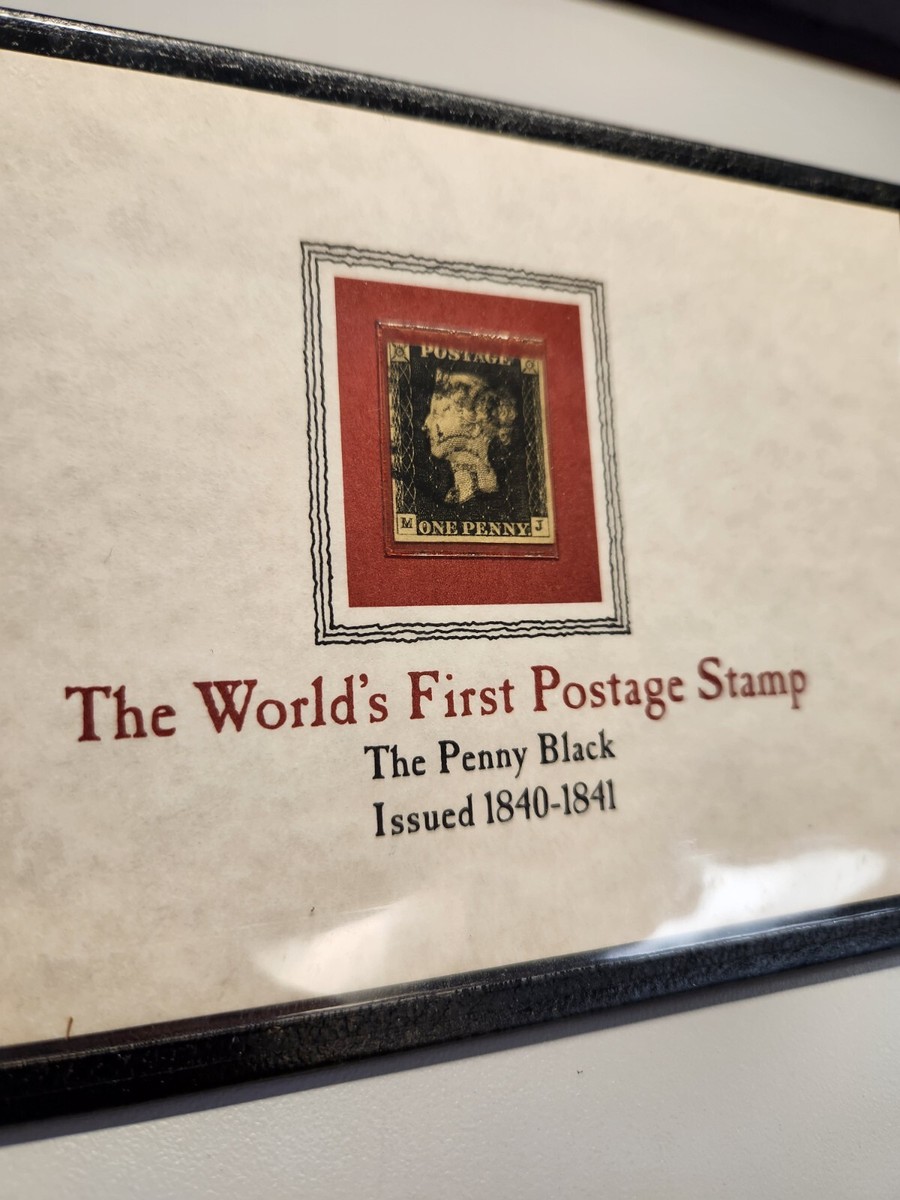 POSTAGE
M ONE PENNY. J
The World's First Postage Stamp
The Penny Black
Issued 1840-1841